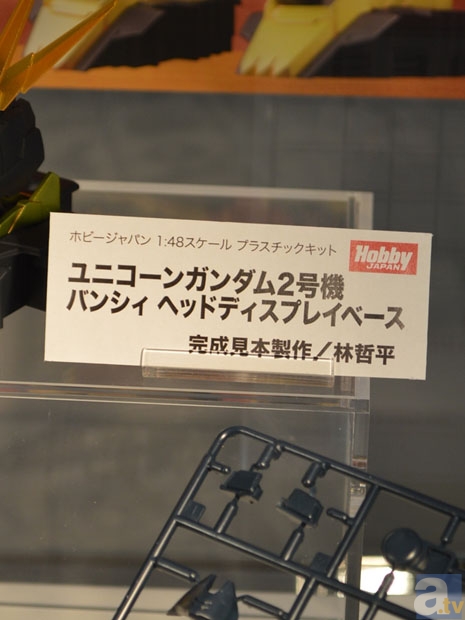 ホビージャパン 1:48スケール プラスチックキット
Hobby
JAPAN
ユニコーンガンダム2号機
バンシィ ヘッドディスプレイベース
完成見本製作／林哲平
a.tv